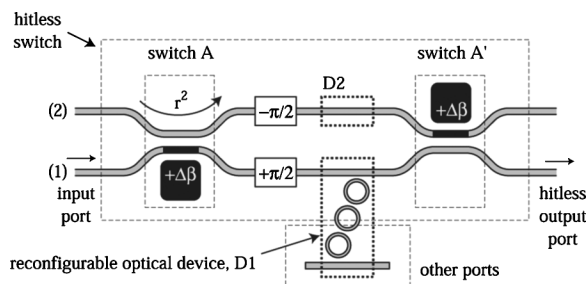 hitless
switch
switch A
switch A'
r²
D2
(2)
−π/2
+Δβ
(1)
+Δβ
+π/2
input
port
hitless
output
port
reconfigurable optical device, D1
other ports